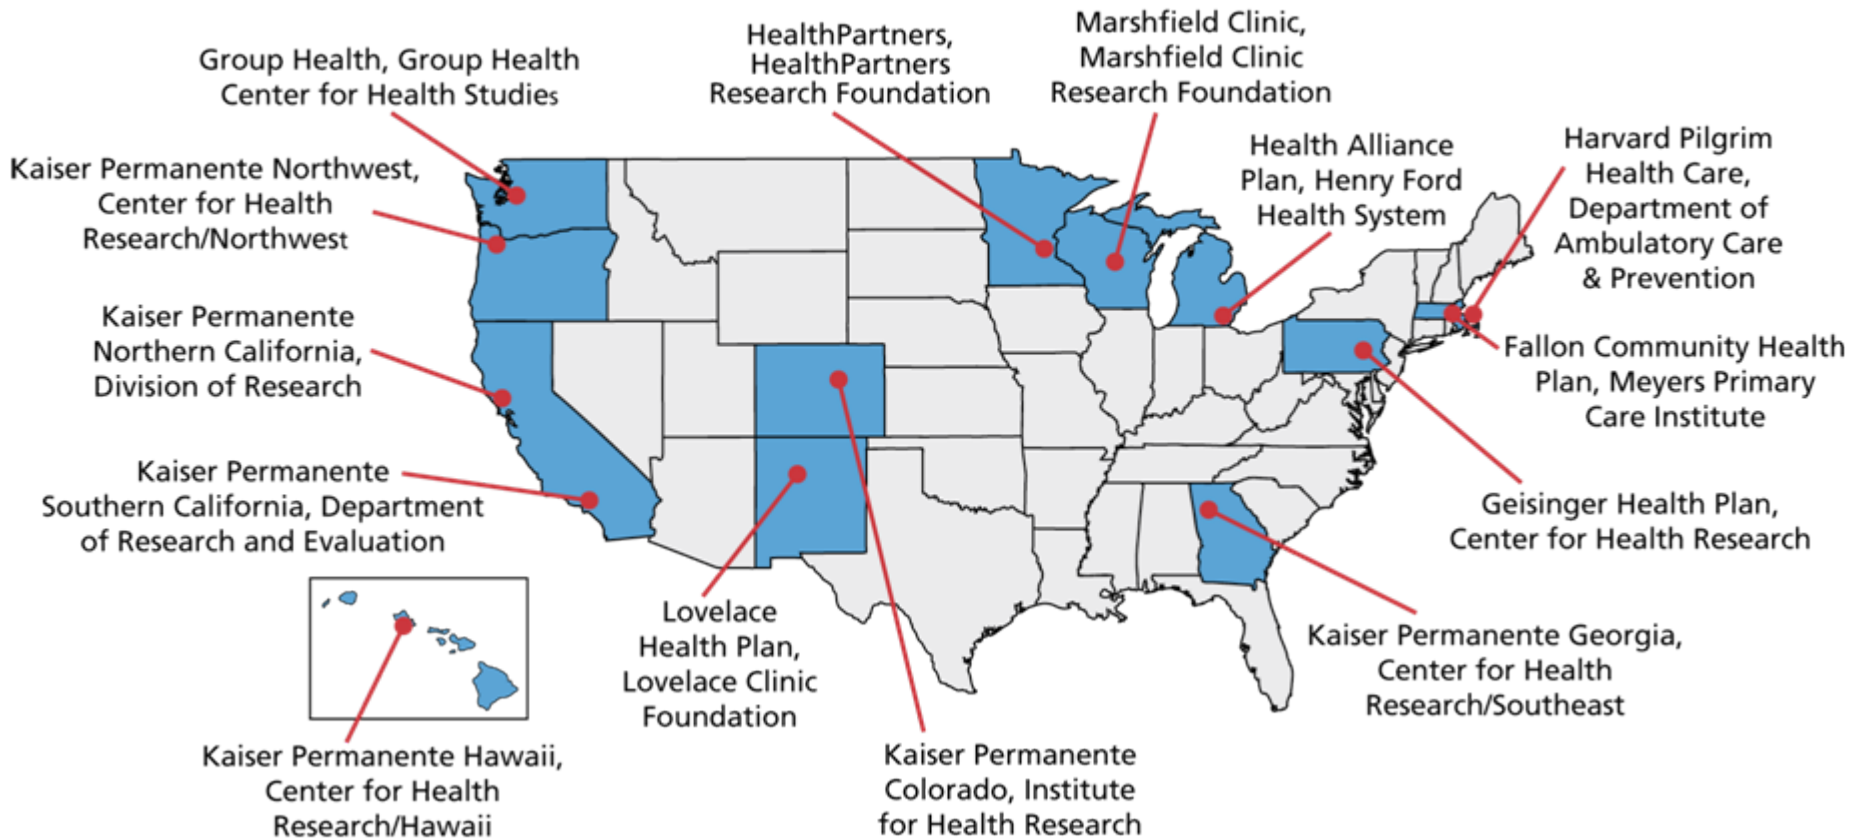 Group Health, Group Health
Center for Health Studies
HealthPartners,
HealthPartners
Research Foundation
Marshfield Clinic,
Marshfield Clinic
Research Foundation
Kaiser Permanente Northwest,
Center for Health
Research/Northwest
Health Alliance
Plan, Henry Ford
Health System
Harvard Pilgrim
Health Care,
Department of
Ambulatory Care
& Prevention
Kaiser Permanente
Northern California,
Division of Research
Fallon Community Health
Plan, Meyers Primary
Care Institute
Kaiser Permanente
Southern California, Department
of Research and Evaluation
Geisinger Health Plan,
Center for Health Research
Lovelace
Health Plan,
Lovelace Clinic
Foundation
Kaiser Permanente Georgia,
Center for Health
Research/Southeast
Kaiser Permanente Hawaii,
Center for Health
Research/Hawaii
Kaiser Permanente
Colorado, Institute
for Health Research